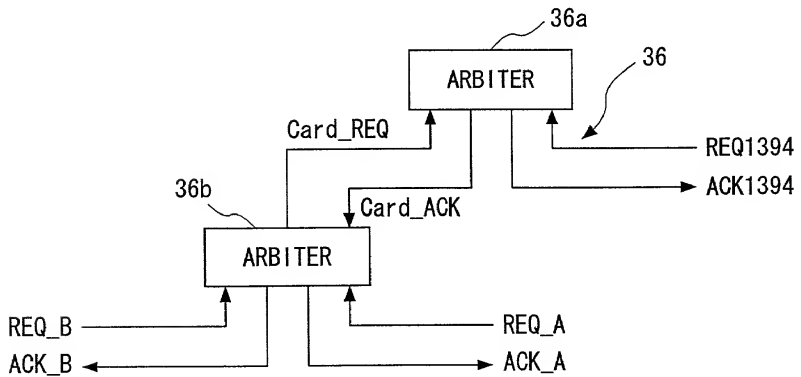 36a
36
ARBITER
Card_REQ
REQ1394
ACK1394
36b
Card_ACK
ARBITER
REQ_B
REQ_A
ACK_B
ACK_A